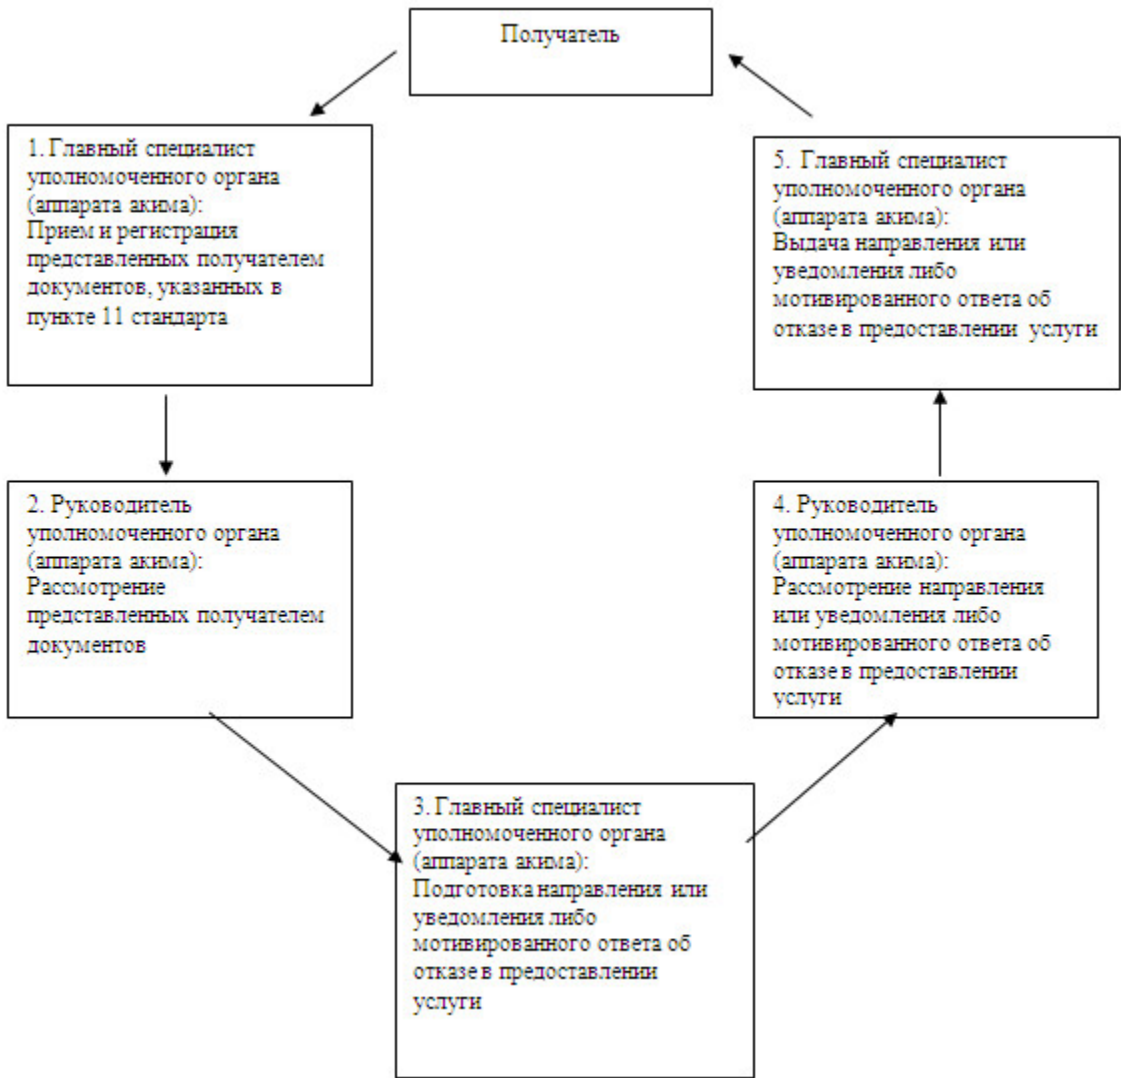 Получатель
1. Главный специалист
уполномоченного органа
(аппарата акима):
Прием и регистрация
представленных получателем
документов, указанных в
пункте 11 стандарта
2. Руководитель
уполномоченного органа
(аппарата акима):
Рассмотрение
представленных получателем
документов
3. Главный специалист
уполномоченного органа
(аппарата акима):
Подготовка направления или
уведомления либо
мотивированного ответа об
отказе в предоставлении
услуги
4. Руководитель
уполномоченного органа
(аппарата акима):
Рассмотрение направления
или уведомления либо
мотивированного ответа об
отказе в предоставлении
услуги
5. Главный специалист
уполномоченного органа
(аппарата акима):
Выдача направления или
уведомления либо
мотивированного ответа об
отказе в предоставлении услуги